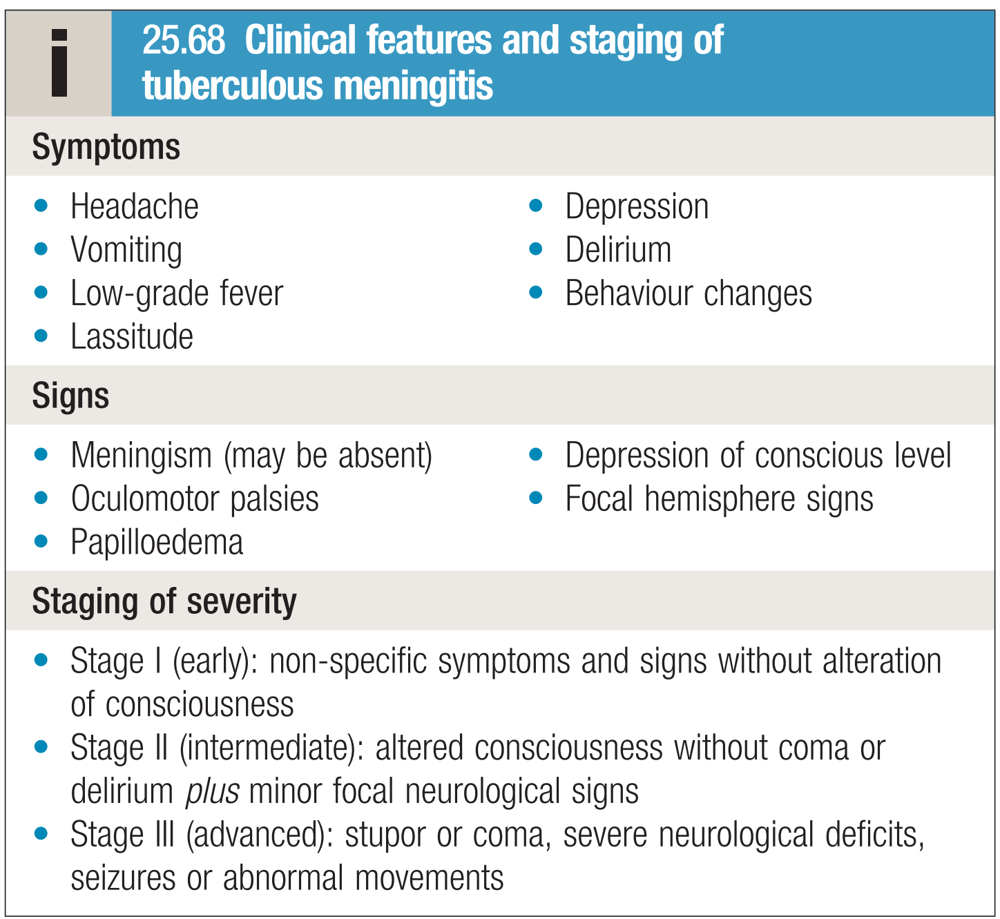 i
25.68 Clinical features and staging of
tuberculous meningitis
Symptoms
• Headache
• Vomiting
• Low-grade fever
• Lassitude
• Depression
• Delirium
• Behaviour changes
Signs
• Meningism (may be absent)
• Oculomotor palsies
• Papilloedema
• Depression of conscious level
• Focal hemisphere signs
Staging of severity
• Stage I (early): non-specific symptoms and signs without alteration
of consciousness
• Stage II (intermediate): altered consciousness without coma or
delirium plus minor focal neurological signs
• Stage III (advanced): stupor or coma, severe neurological deficits,
seizures or abnormal movements